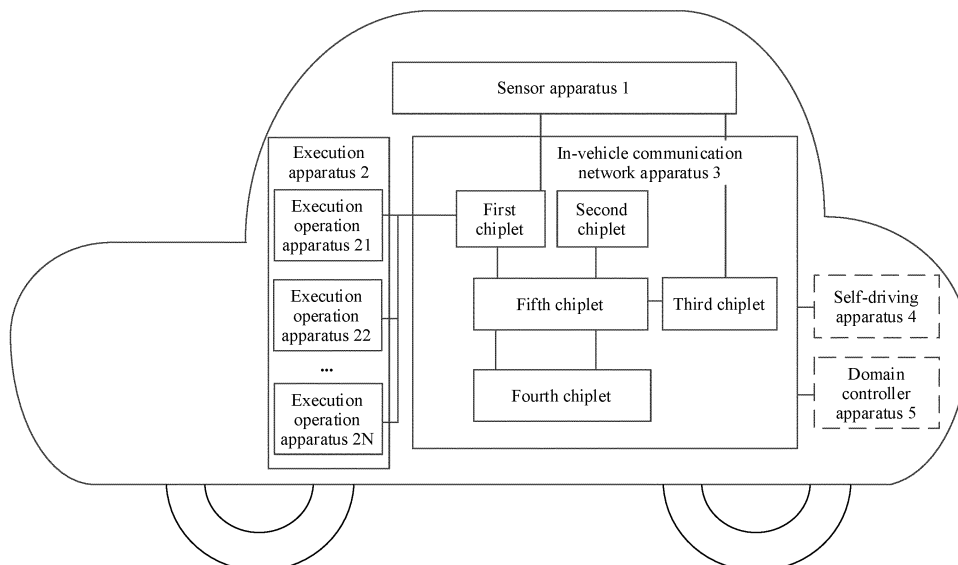 Sensor apparatus 1
Execution
apparatus 2
Execution
operation
apparatus 21
Execution
operation
apparatus 22
...
Execution
operation
apparatus 2N
In-vehicle communication
network apparatus 3
First
chiplet
Second
chiplet
Fifth chiplet
Third chiplet
Fourth chiplet
Self-driving
apparatus 4
Domain
controller
apparatus 5